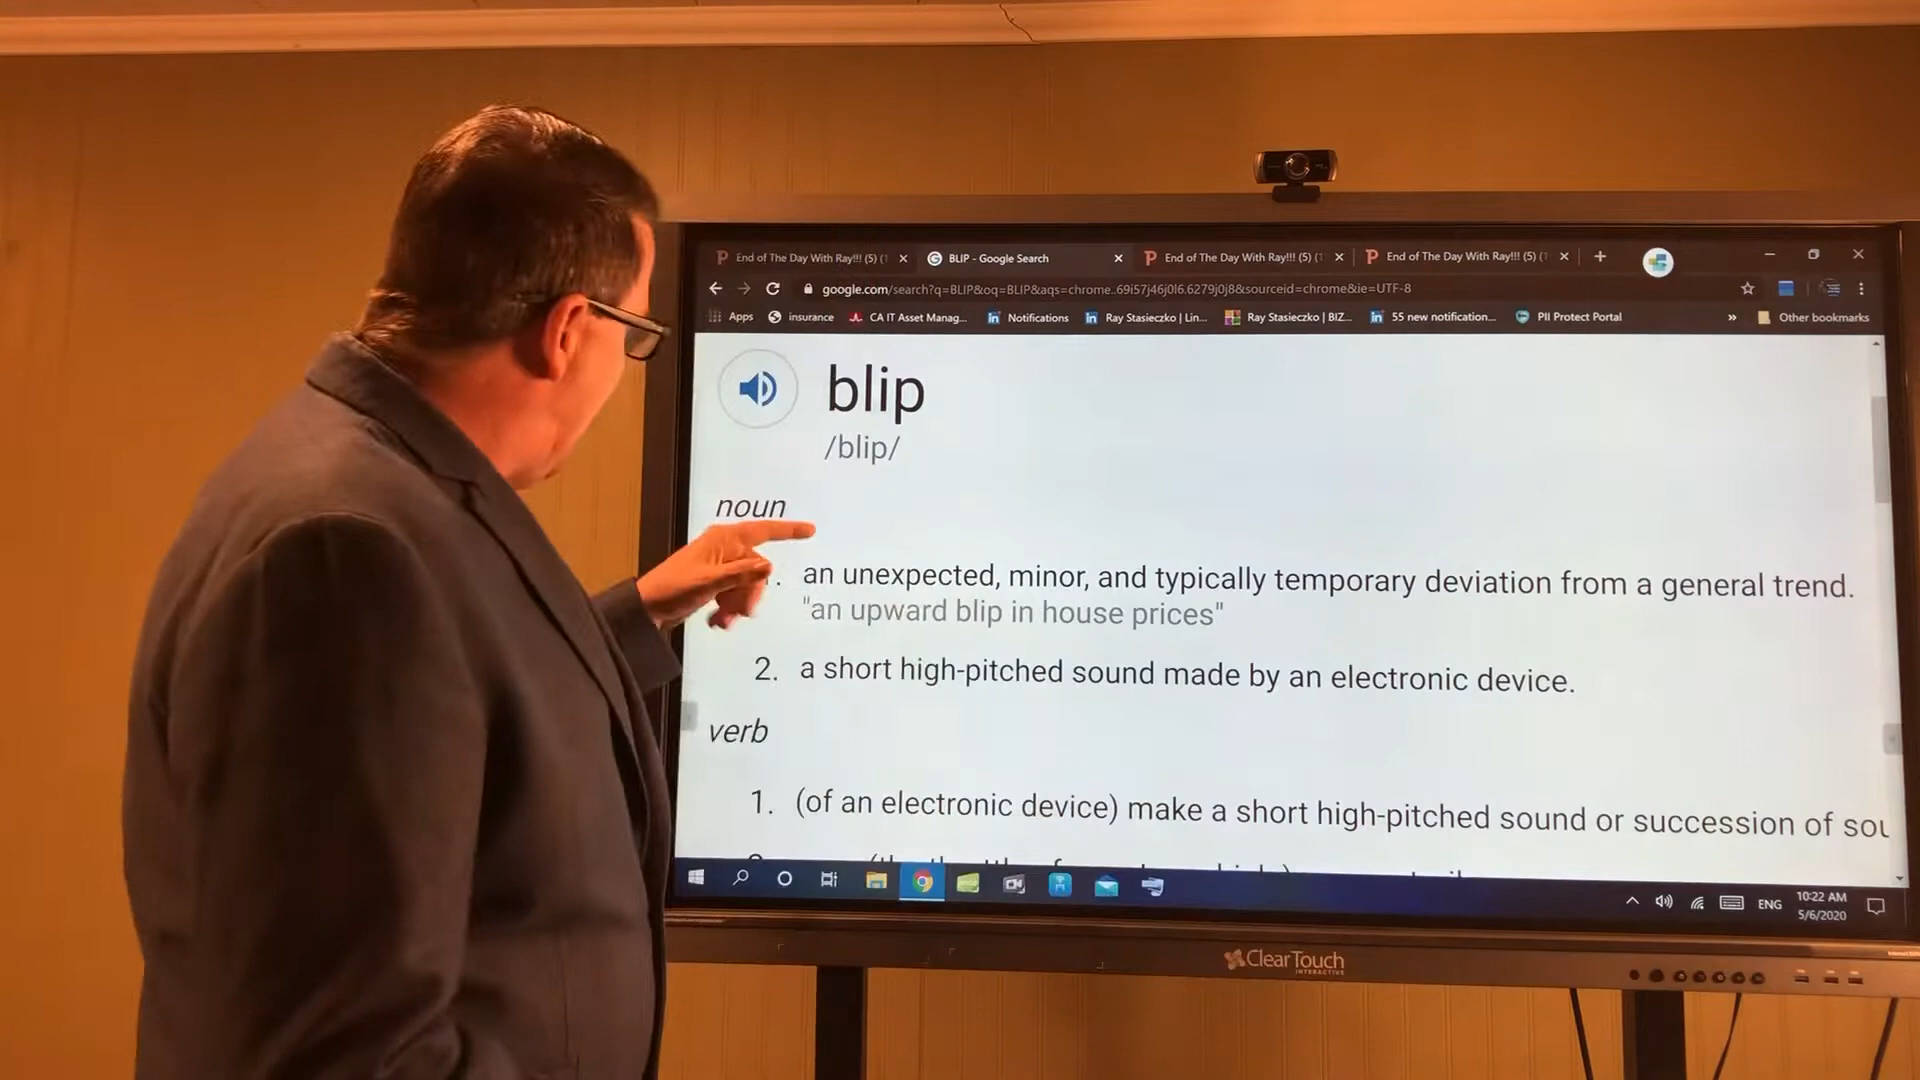 End of The Day With Ray!!! (5) (1
BLIP - Google Search
End of The Day With Ray!!! (5) (1
End of The Day With Ray!!! (5) (1
google.com/search?q=BLIP&oq=BLIP&aqs=chrome..69i57j46j0l6.6279j0j8&sourceid=chrome&ie=UTF-8
Apps insurance CA IT Asset Manag... Notifications Ray Stasieczko | Lin... Ray Stasieczko | BIZ... 55 new notification... PII Protect Portal » Other bookmarks
blip
/blip/
noun
. an unexpected, minor, and typically temporary deviation from a general trend.
"an upward blip in house prices"
2. a short high-pitched sound made by an electronic device.
verb
1. (of an electronic device) make a short high-pitched sound or succession of sou
ENG
10:22 AM
5/6/2020
ClearTouch
INTERACTIVE